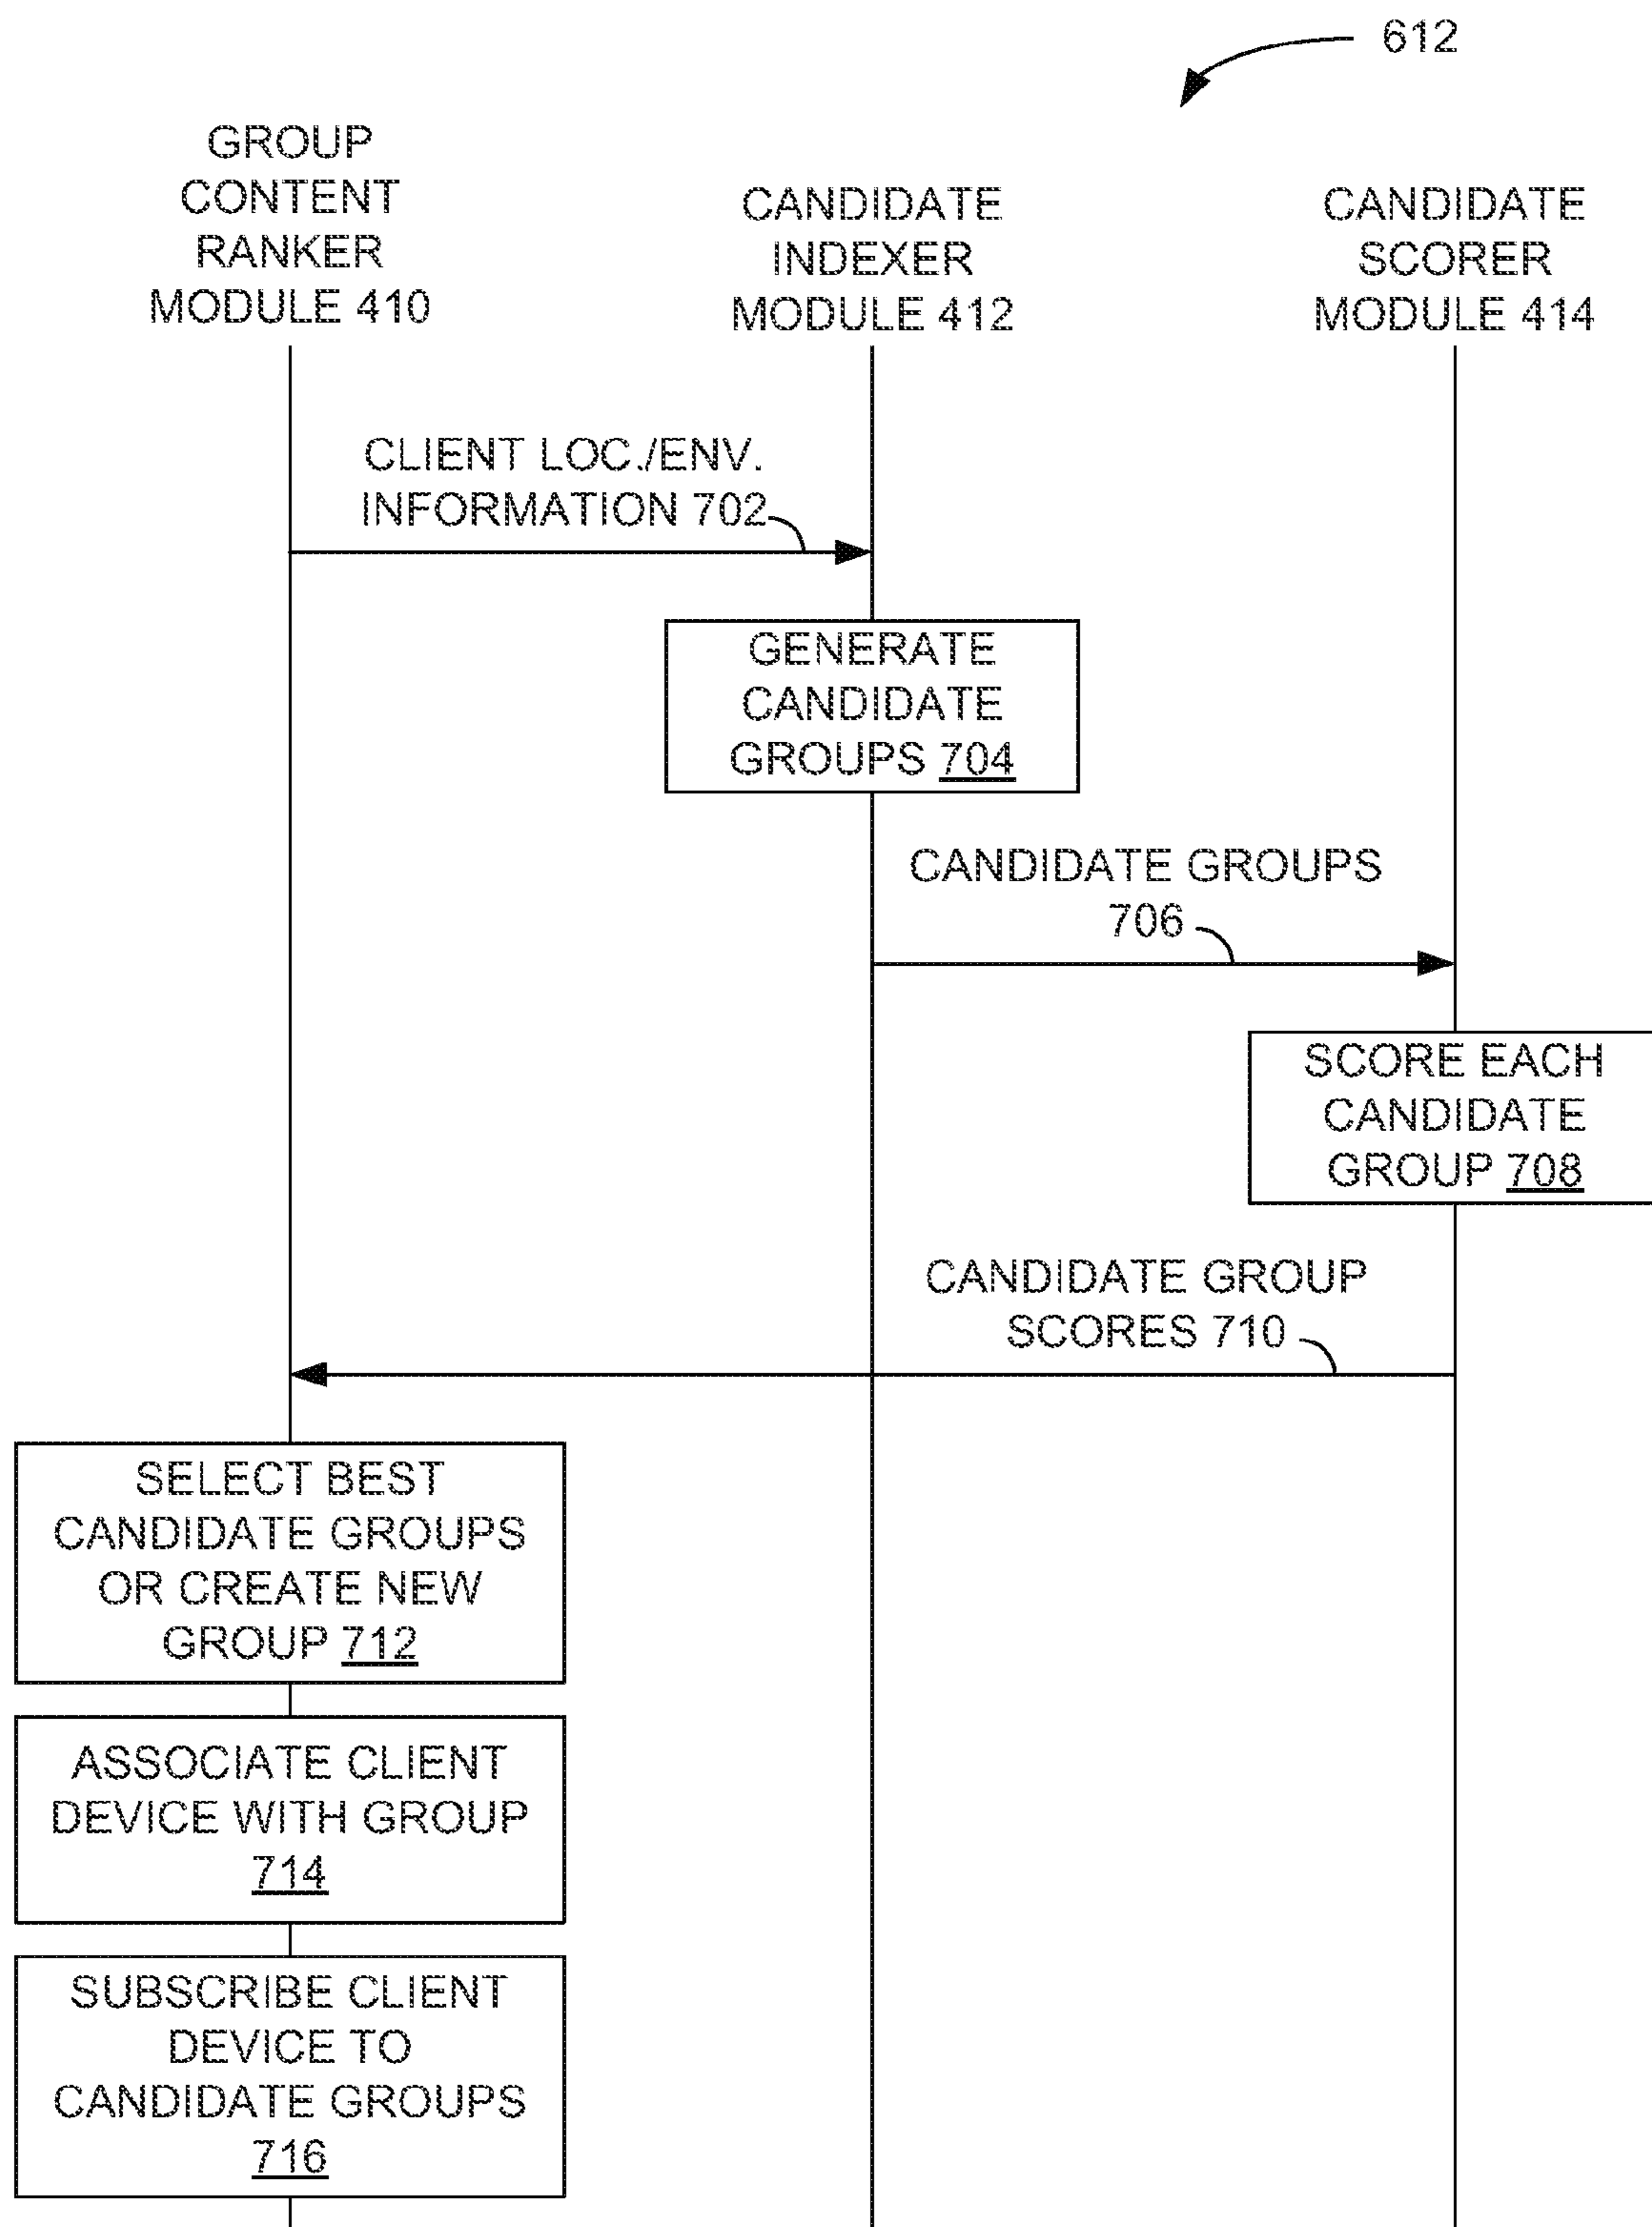 612
GROUP
CONTENT
RANKER
MODULE 410
CANDIDATE
INDEXER
MODULE 412
CANDIDATE
SCORER
MODULE 414
CLIENT LOC./ENV.
INFORMATION 702
GENERATE
CANDIDATE
GROUPS 704
CANDIDATE GROUPS
706
SCORE EACH
CANDIDATE
GROUP 708
CANDIDATE GROUP
SCORES 710
SELECT BEST
CANDIDATE GROUPS
OR CREATE NEW
GROUP 712
ASSOCIATE CLIENT
DEVICE WITH GROUP
714
SUBSCRIBE CLIENT
DEVICE TO
CANDIDATE GROUPS
716